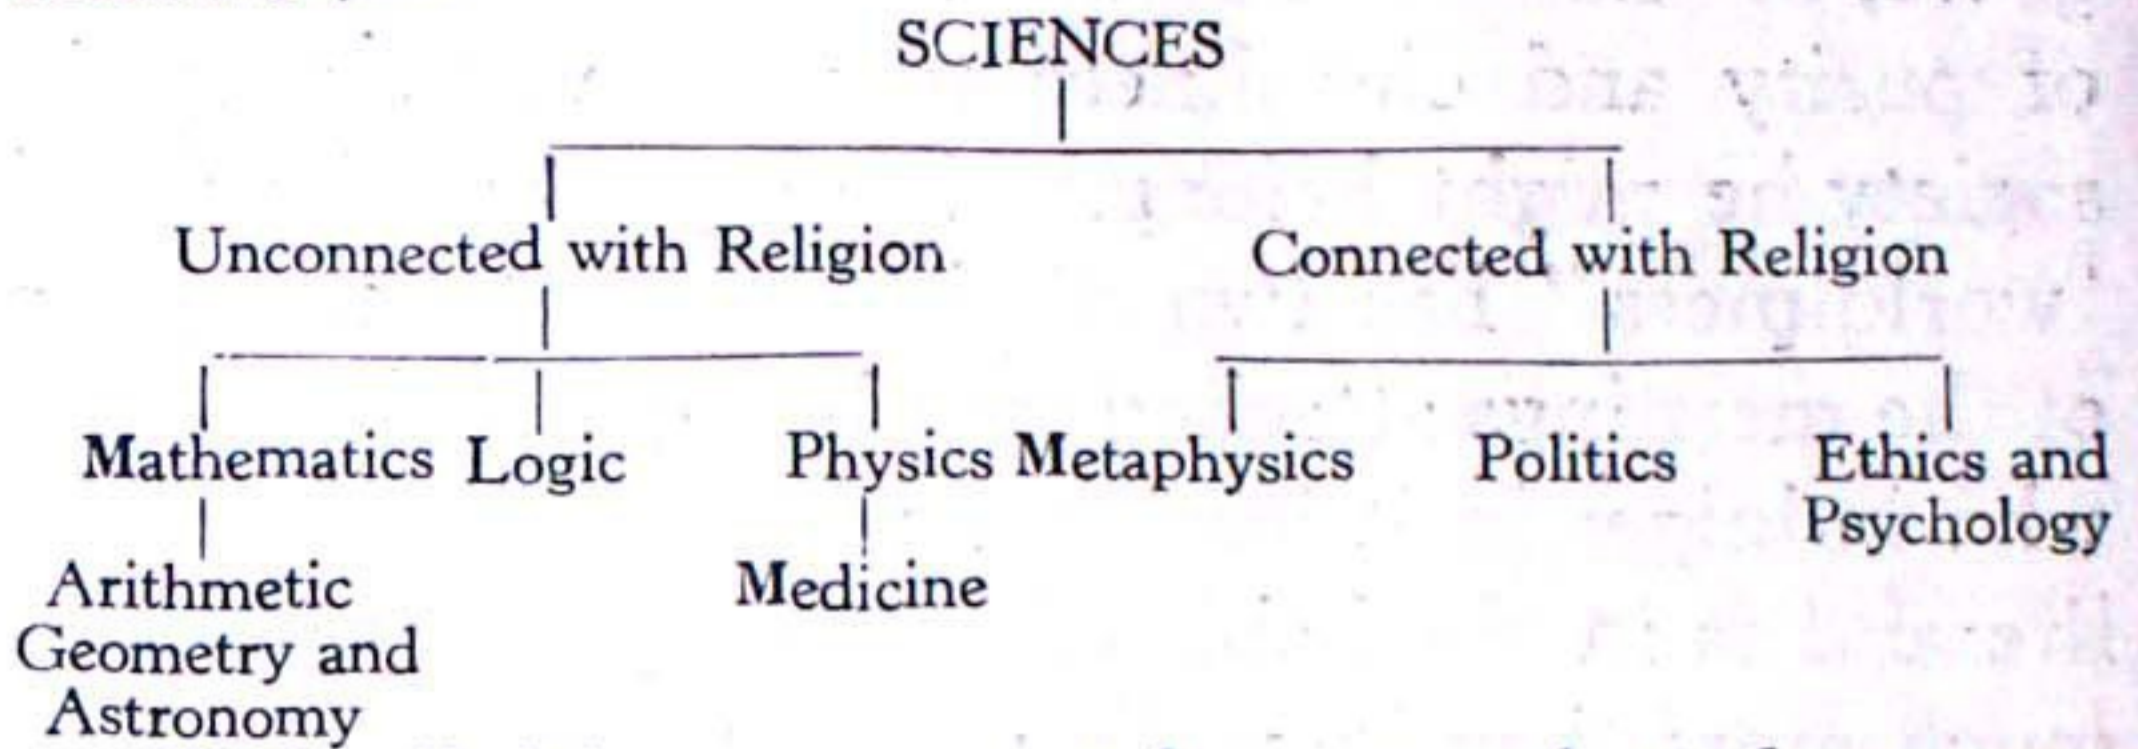 SCIENCES
Unconnected with Religion
Connected with Religion
Mathematics Logic Physics Metaphysics Politics Ethics and
Psychology
Arithmetic
Geometry and
Astronomy
Medicine